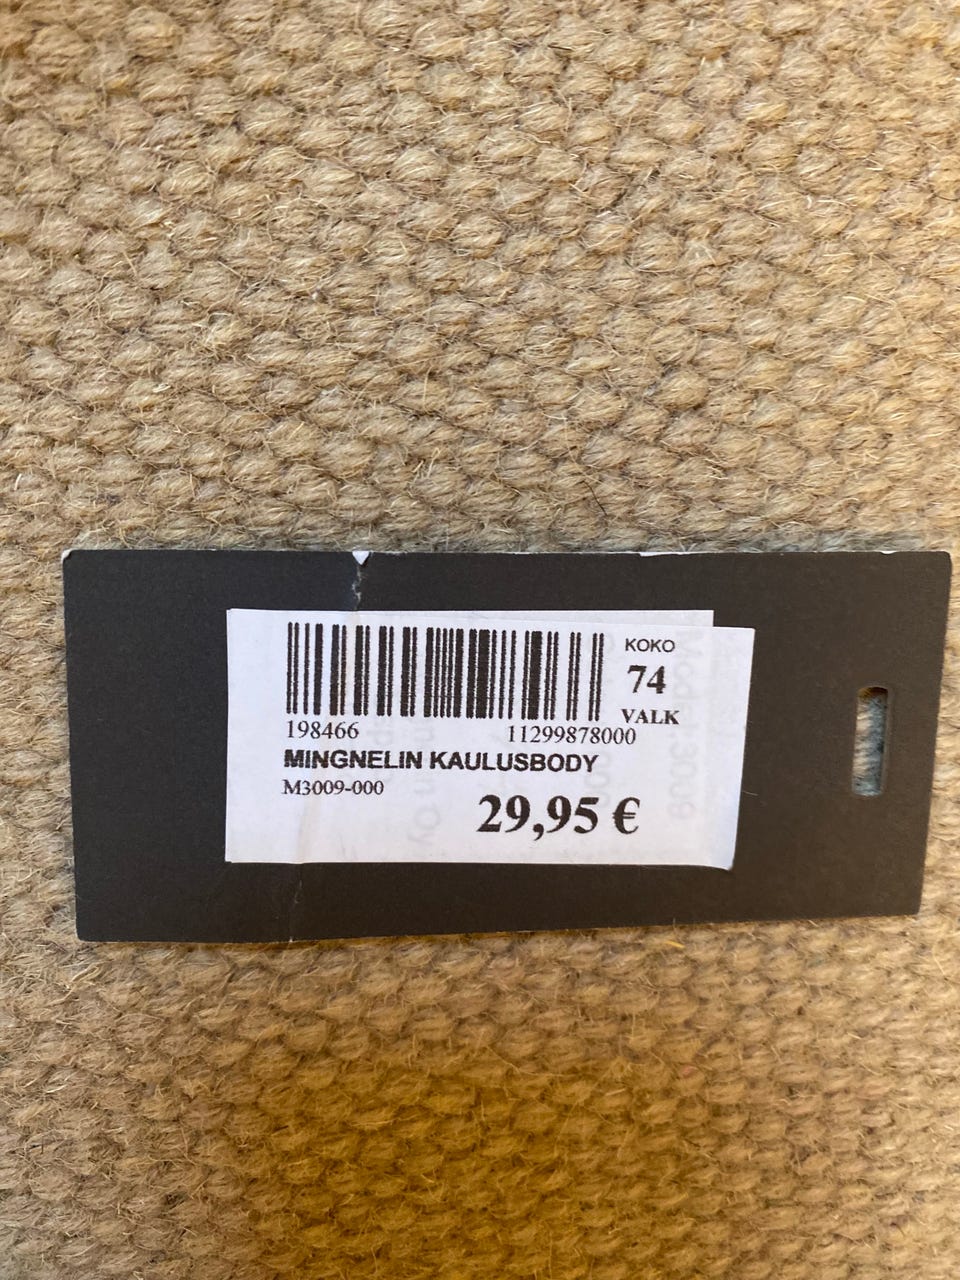 KOKO
74
VALK
198466 11299878000
MINGNELIN KAULUSBODY
M3009-000
29,95 €